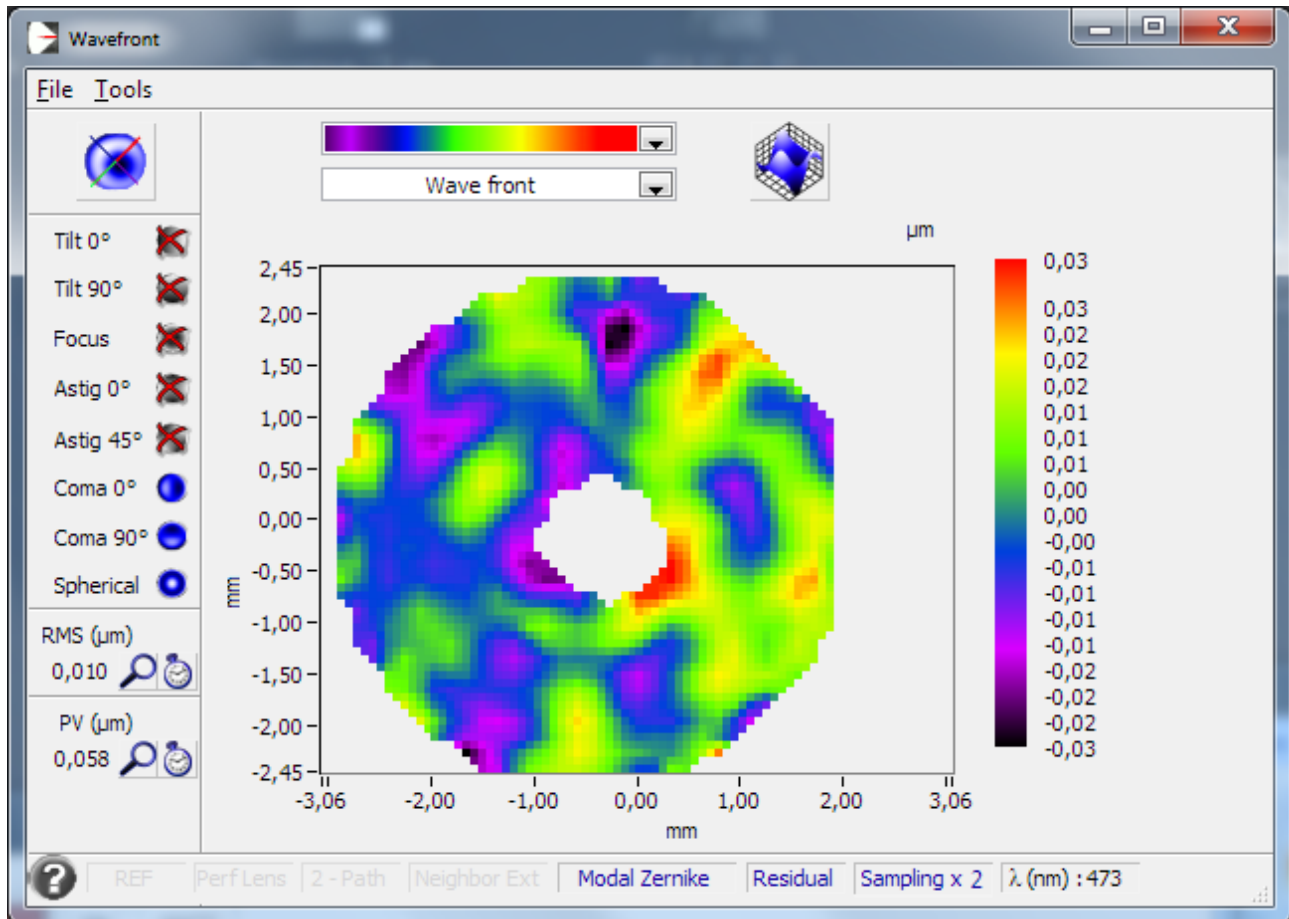 Wavefront
File Tools
Wave front
µm
Tilt 0°
Tilt 90°
Focus
Astig 0°
Astig 45°
Coma 0°
Coma 90°
Spherical
RMS (µm)
0,010
PV (µm)
0,058
2,45
2,00
1,50
1,00
0,50
0,00
-0,50
-1,00
-1,50
-2,00
-2,45
mm
-3,06 -2,00 -1,00 0,00 1,00 2,00 3,06
mm
0,03
0,03
0,02
0,02
0,02
0,01
0,01
0,01
0,00
0,00
-0,00
-0,01
-0,01
-0,01
-0,02
-0,02
-0,02
-0,03
? REF Perf Lens 2 - Path Neighbor Ext Modal Zernike Residual Sampling x 2 λ (nm) : 473